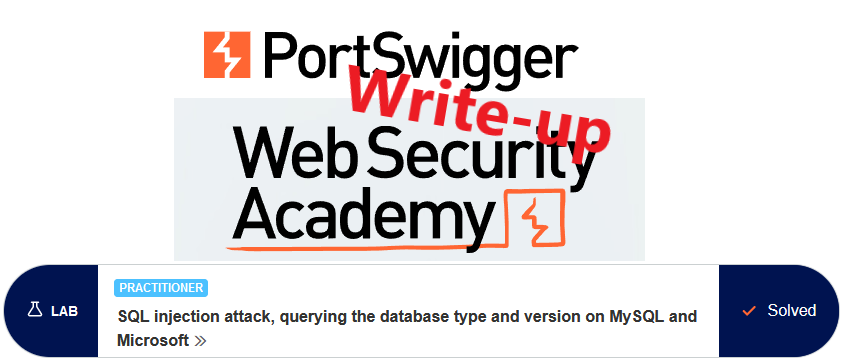 PortSwigger
Write-up
Web Security
Academy
PRACTITIONER
LAB
SQL injection attack, querying the database type and version on MySQL and
Microsoft >>
Solved